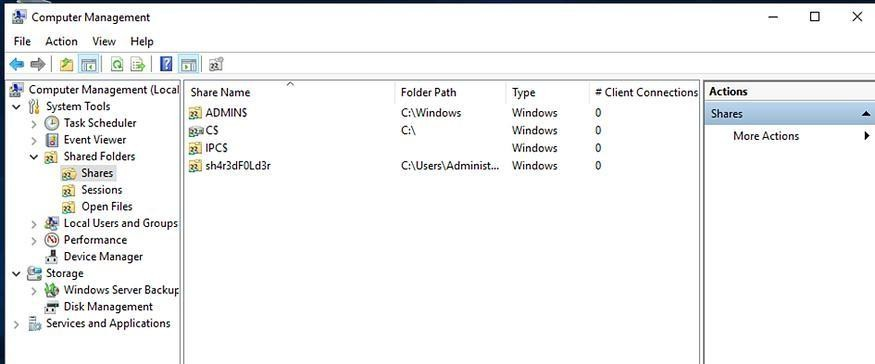 Computer Management
File Action View Help
Computer Management (Local
System Tools
Task Scheduler
Event Viewer
Shared Folders
Shares
Sessions
Open Files
Local Users and Groups
Performance
Device Manager
Storage
Windows Server Backup
Disk Management
Services and Applications
Share Name Folder Path Type # Client Connections
ADMIN$ C:\Windows Windows 0
C$ C:\ Windows 0
IPC$ Windows 0
sh4r3dF0Ld3r C:\Users\Administ... Windows 0
Actions
Shares
More Actions